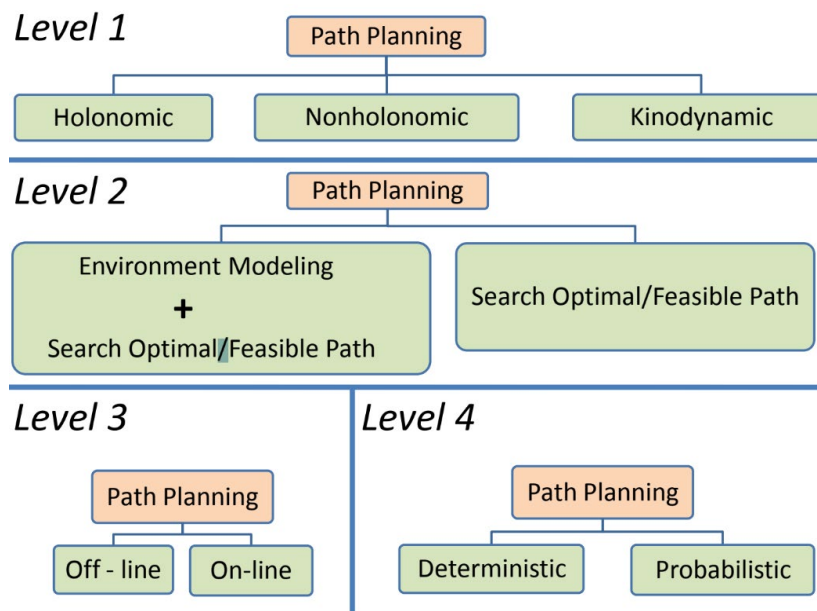 Level 1
Path Planning
Holonomic
Nonholonomic
Kinodynamic
Level 2
Path Planning
Environment Modeling
+
Search Optimal/Feasible Path
Search Optimal/Feasible Path
Level 3
Path Planning
Off - line
On-line
Level 4
Path Planning
Deterministic
Probabilistic